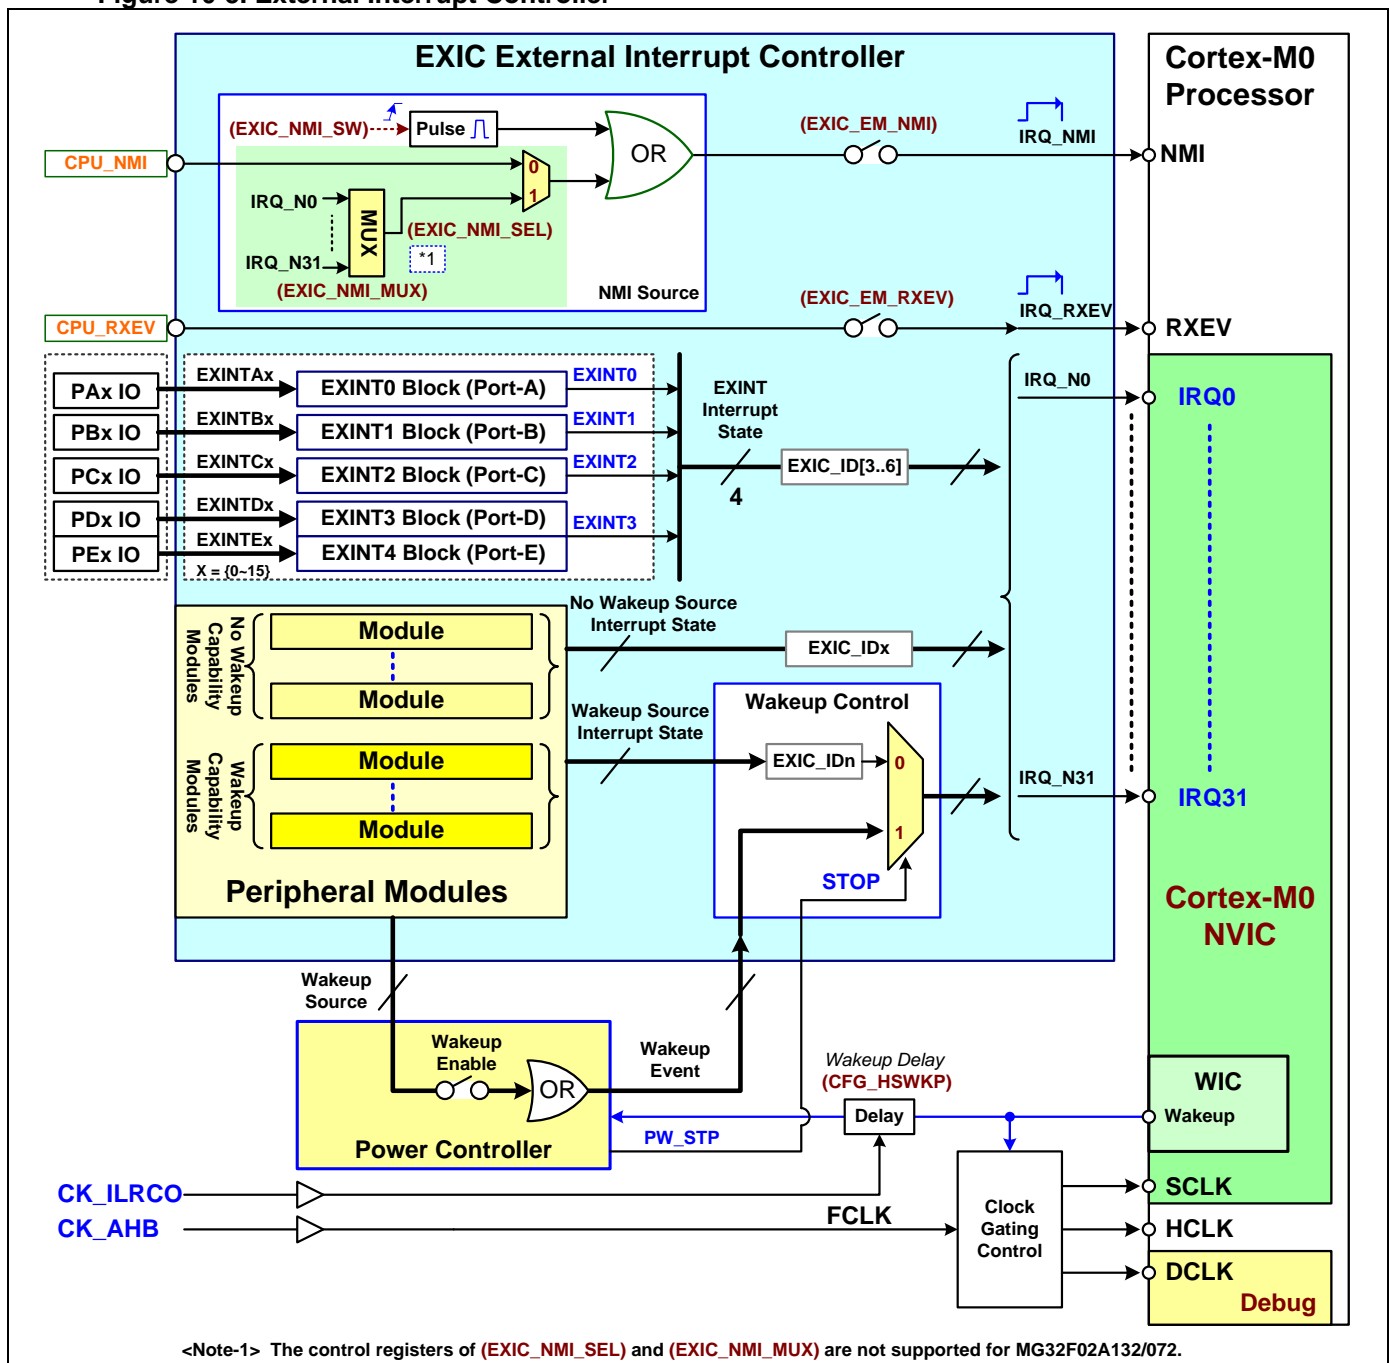 Figure 10-3. External Interrupt Controller
EXIC External Interrupt Controller
Cortex-M0
Processor
(EXIC_NMI_SW)
Pulse
OR
(EXIC_EM_NMI)
IRQ_NMI
NMI
CPU_NMI
0
1
IRQ_N0
MUX
(EXIC_NMI_SEL)
*1
IRQ_N31
(EXIC_NMI_MUX)
NMI Source
(EXIC_EM_RXEV)
IRQ_RXEV
RXEV
CPU_RXEV
PAx IO
EXINTAx
EXINT0 Block (Port-A)
EXINT0
PBx IO
EXINTBx
EXINT1 Block (Port-B)
EXINT1
PCx IO
EXINTCx
EXINT2 Block (Port-C)
EXINT2
PDx IO
EXINTDx
EXINT3 Block (Port-D)
EXINT3
PEx IO
EXINTEx
EXINT4 Block (Port-E)
X = {0~15}
EXINT
Interrupt
State
4
EXIC_ID[3..6]
IRQ_N0
IRQ0
No Wakeup
Capability
Modules
Module
Module
No Wakeup Source
Interrupt State
EXIC_IDx
Wakeup
Capability
Modules
Module
Module
Wakeup Source
Interrupt State
Wakeup Control
EXIC_IDn
0
1
STOP
IRQ_N31
IRQ31
Peripheral Modules
Cortex-M0
NVIC
Wakeup
Source
Wakeup
Enable
OR
Wakeup
Event
Power Controller
PW_STP
Wakeup Delay
(CFG_HSWKP)
Delay
WIC
Wakeup
CK_ILRCO
CK_AHB
FCLK
Clock
Gating
Control
SCLK
HCLK
DCLK
Debug
<Note-1> The control registers of (EXIC_NMI_SEL) and (EXIC_NMI_MUX) are not supported for MG32F02A132/072.